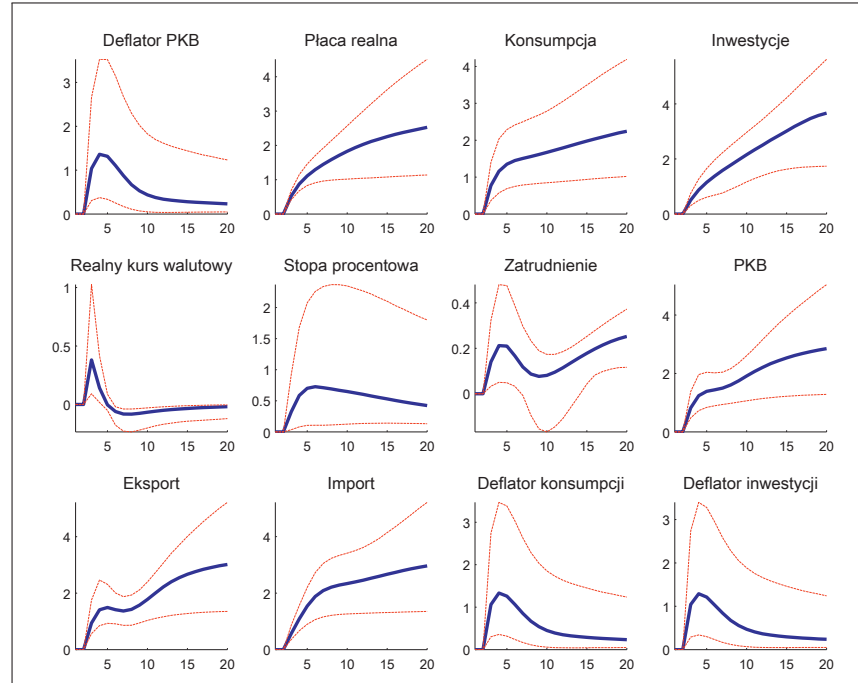 Deflator PKB Płaca realna Konsumpcja Inwestycje
3 2 1 0 5 10 15 20
4 3 2 1 0 5 10 15 20
4 3 2 1 0 5 10 15 20
4 2 0 5 10 15 20
Realny kurs walutowy Stopa procentowa Zatrudnienie PKB
1 0.5 0 5 10 15 20
2 1.5 1 0.5 0 5 10 15 20
0.4 0.2 0 5 10 15 20
4 2 0 5 10 15 20
Eksport Import Deflator konsumpcji Deflator inwestycji
4 2 0 5 10 15 20
4 2 0 5 10 15 20
3 2 1 0 5 10 15 20
3 2 1 0 5 10 15 20